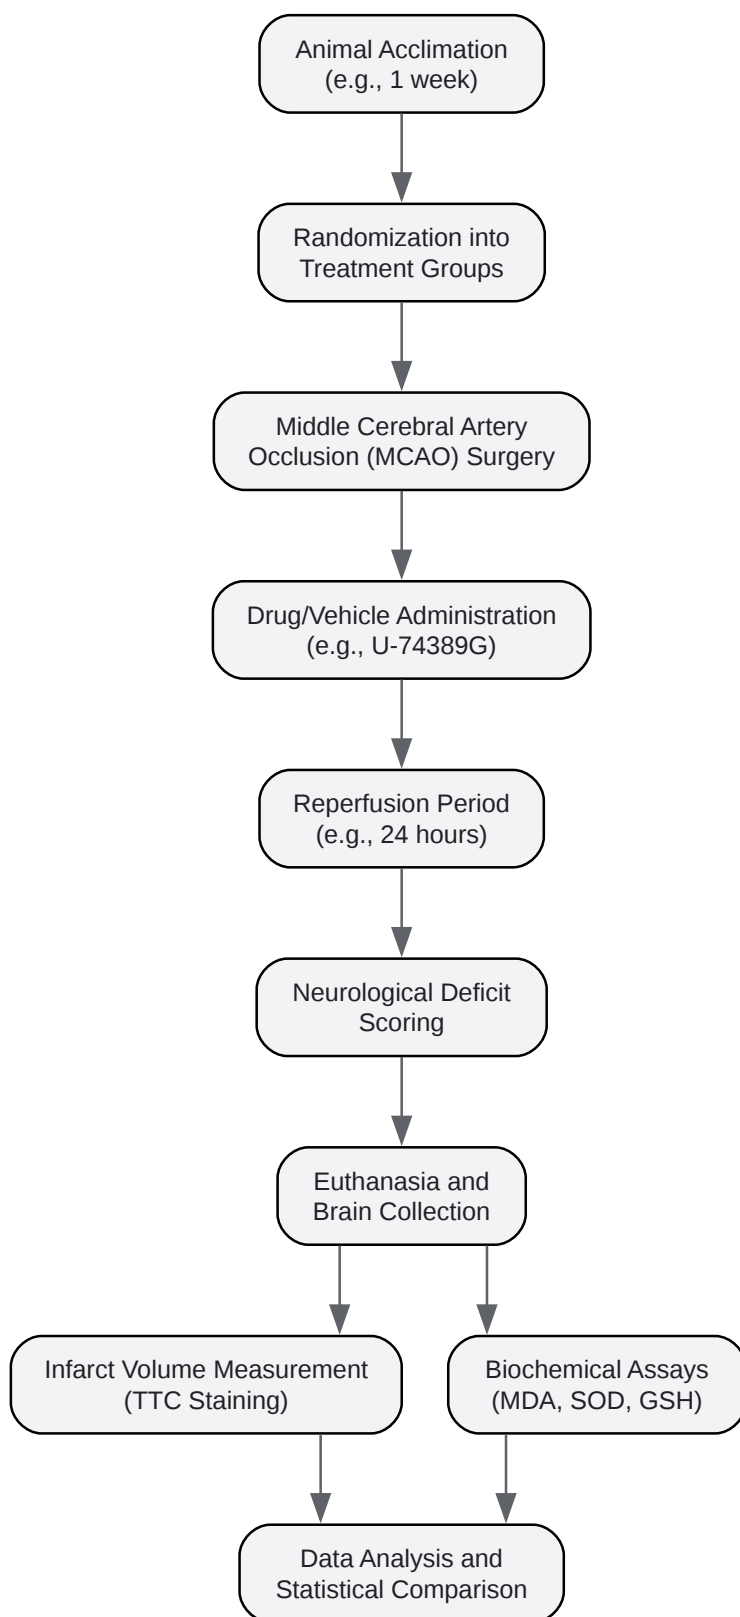 Animal Acclimation
(e.g., 1 week)
Randomization into
Treatment Groups
Middle Cerebral Artery
Occlusion (MCAO) Surgery
Drug/Vehicle Administration
(e.g., U-74389G)
Reperfusion Period
(e.g., 24 hours)
Neurological Deficit
Scoring
Euthanasia and
Brain Collection
Infarct Volume Measurement
(TTC Staining)
Biochemical Assays
(MDA, SOD, GSH)
Data Analysis and
Statistical Comparison